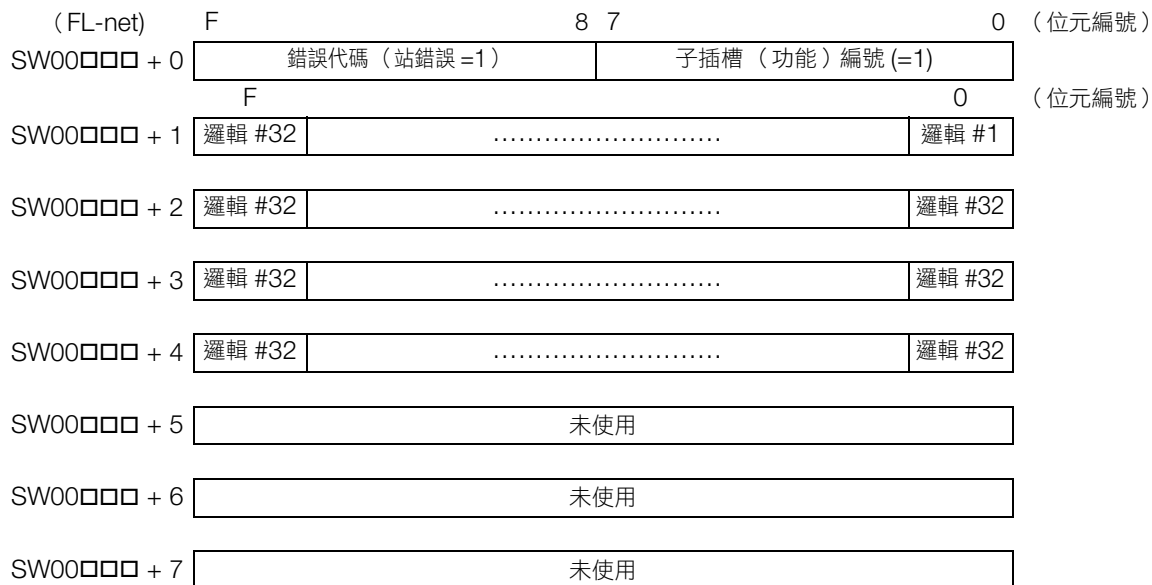 （FL-net) F 8 7 0 （位元編號）
SW00□□□ + 0 錯誤代碼（站錯誤=1） 子插槽（功能）編號 (=1)
F 0 （位元編號）
SW00□□□ + 1 邏輯 #32 ........................... 邏輯 #1
SW00□□□ + 2 邏輯 #32 ........................... 邏輯 #32
SW00□□□ + 3 邏輯 #32 ........................... 邏輯 #32
SW00□□□ + 4 邏輯 #32 ........................... 邏輯 #32
SW00□□□ + 5 未使用
SW00□□□ + 6 未使用
SW00□□□ + 7 未使用